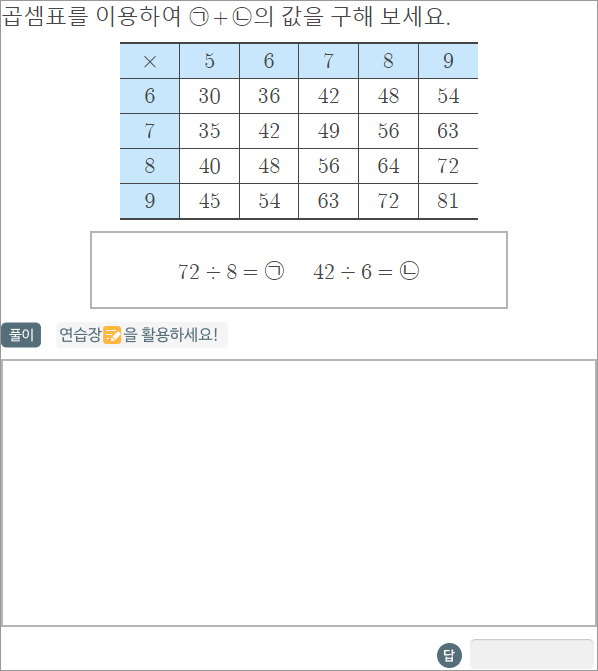 곱셈표를 이용하여 ㉠+㉡의 값을 구해 보세요.
× 5 6 7 8 9
6 30 36 42 48 54
7 35 42 49 56 63
8 40 48 56 64 72
9 45 54 63 72 81
72÷8=㉠ 42÷6=㉡
풀이 연습장을 활용하세요!
답